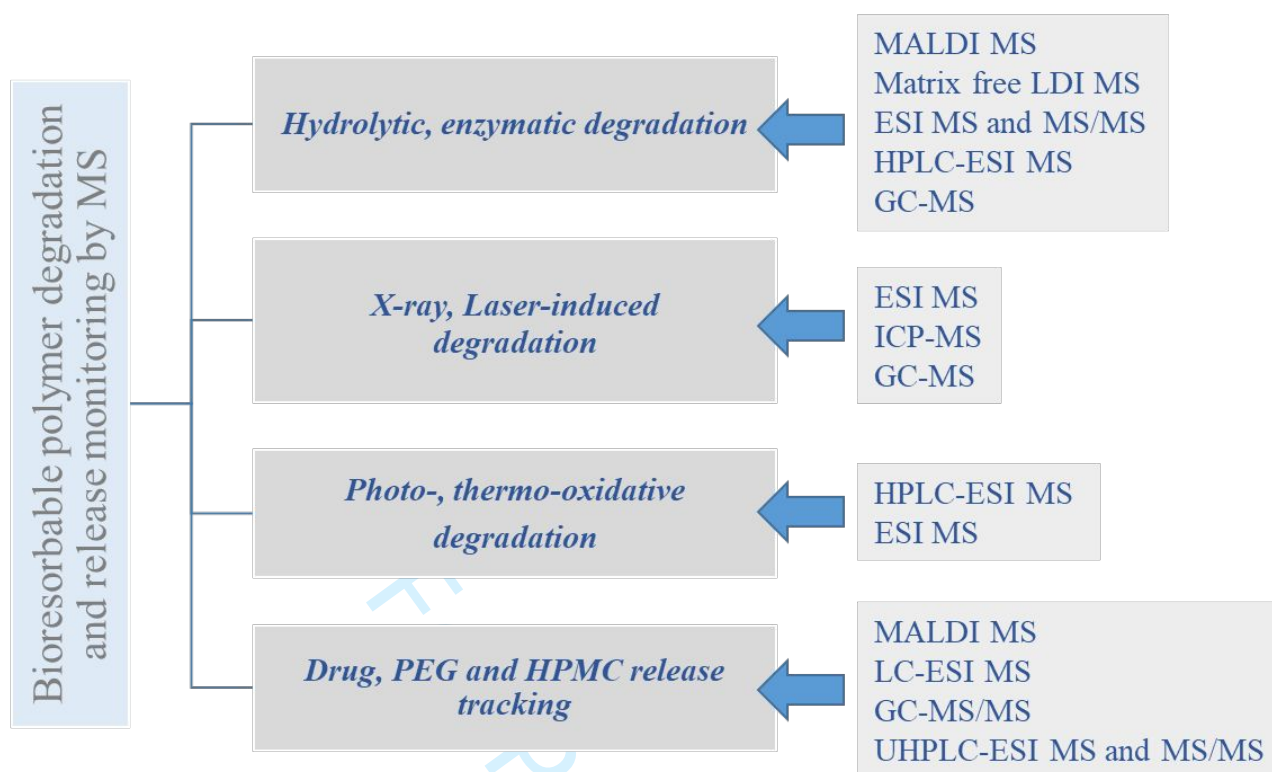 Bioresorbable polymer degradation
and release monitoring by MS
Hydrolytic, enzymatic degradation
MALDI MS
Matrix free LDI MS
ESI MS and MS/MS
HPLC-ESI MS
GC-MS
X-ray, Laser-induced
degradation
ESI MS
ICP-MS
GC-MS
Photo-, thermo-oxidative
degradation
HPLC-ESI MS
ESI MS
Drug, PEG and HPMC release
tracking
MALDI MS
LC-ESI MS
GC-MS/MS
UHPLC-ESI MS and MS/MS